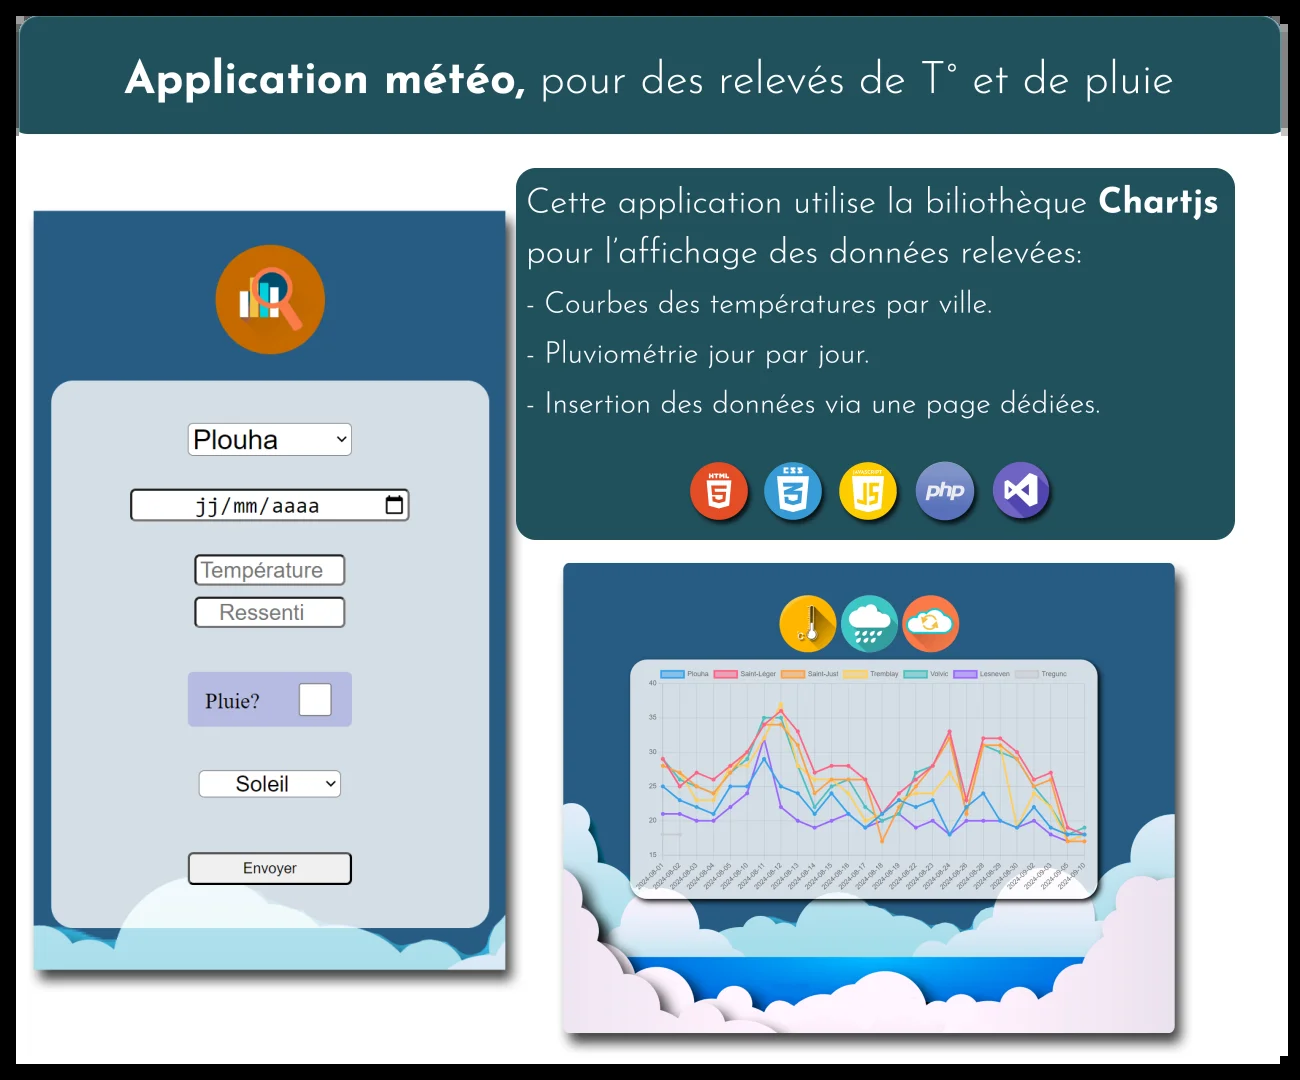 Application météo, pour des relevés de T° et de pluie
Cette application utilise la biliothèque Chartjs
pour l'affichage des données relevées:
- Courbes des températures par ville.
- Pluviométrie jour par jour.
- Insertion des données via une page dédiées.
HTML 5 CSS 3 JAVASCRIPT JS php
Plouha
jj/mm/aaaa
Température
Ressenti
Pluie?
Soleil
Envoyer
°C
Plouha Saint-Léger Saint-Just Tremblay Volvic Lesneven Tregunc
40
35
30
25
20
15
2024-08-01 2024-08-02 2024-08-03 2024-08-04 2024-08-05 2024-08-10 2024-08-11 2024-08-12 2024-08-13 2024-08-14 2024-08-15 2024-08-16 2024-08-17 2024-08-18 2024-08-19 2024-08-22 2024-08-23 2024-08-24 2024-08-26 2024-08-28 2024-08-29 2024-08-30 2024-09-02 2024-09-03 2024-09-05 2024-09-10